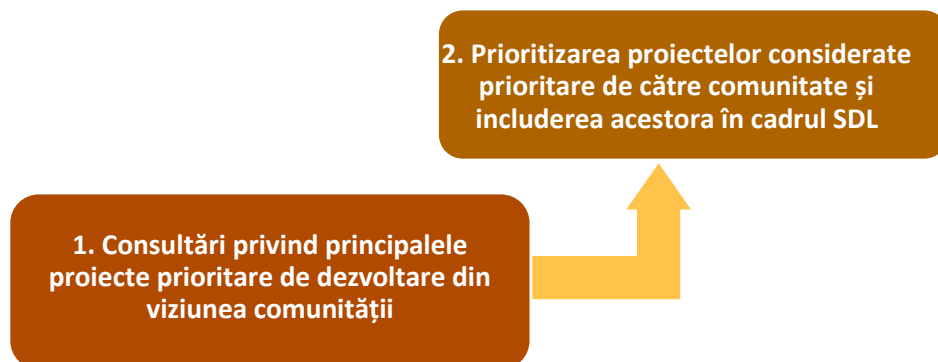 2. Prioritizarea proiectelor considerate
prioritare de către comunitate și
includerea acestora în cadrul SDL
1. Consultări privind principalele
proiecte prioritare de dezvoltare din
viziunea comunității